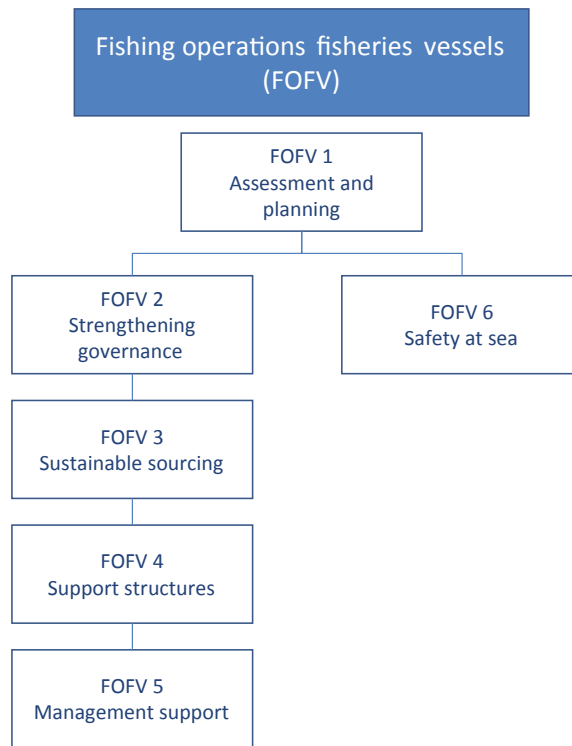 Fishing operations fisheries vessels
(FOFV)
FOFV 1
Assessment and
planning
FOFV 2
Strengthening
governance
FOFV 6
Safety at sea
FOFV 3
Sustainable sourcing
FOFV 4
Support structures
FOFV 5
Management support